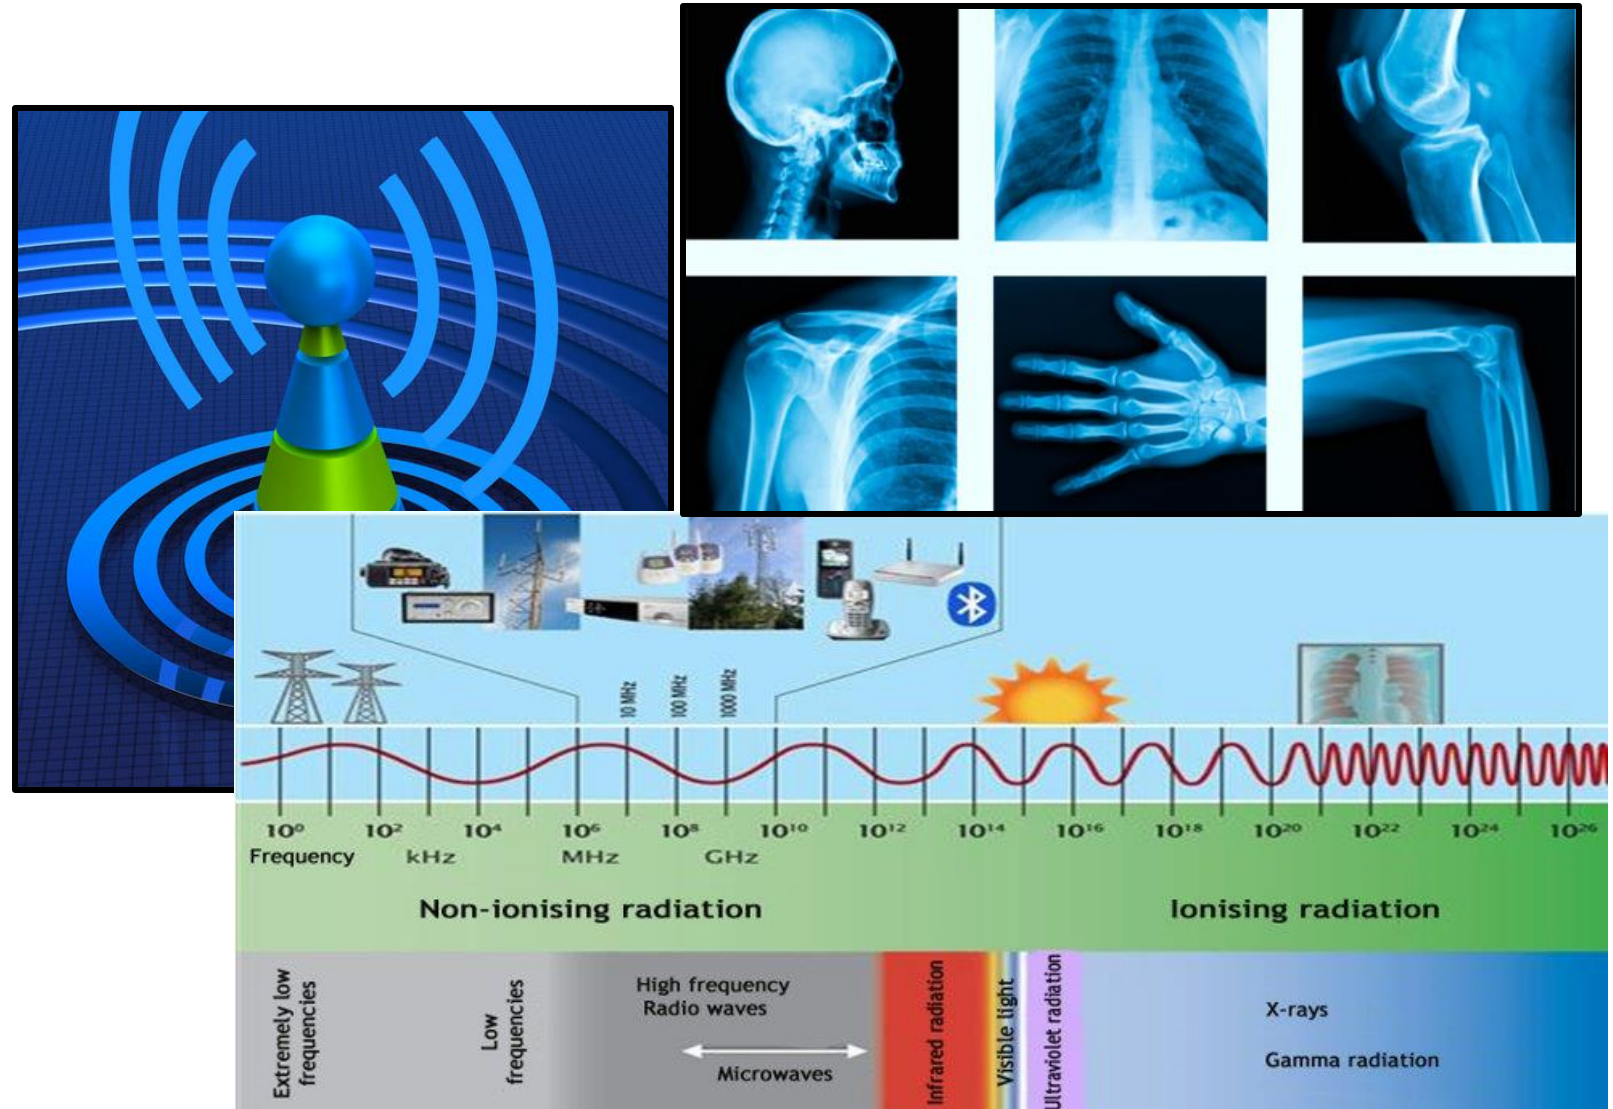 10 MHz
100 MHz
1000 MHz
10⁰ 10² 10⁴ 10⁶ 10⁸ 10¹⁰ 10¹² 10¹⁴ 10¹⁶ 10¹⁸ 10²⁰ 10²² 10²⁴ 10²⁶
Frequency kHz MHz GHz
Non-ionising radiation Ionising radiation
Extremely low
frequencies
Low
frequencies
High frequency
Radio waves
Microwaves
Infrared radiation
Visible light
Ultraviolet radiation
X-rays
Gamma radiation